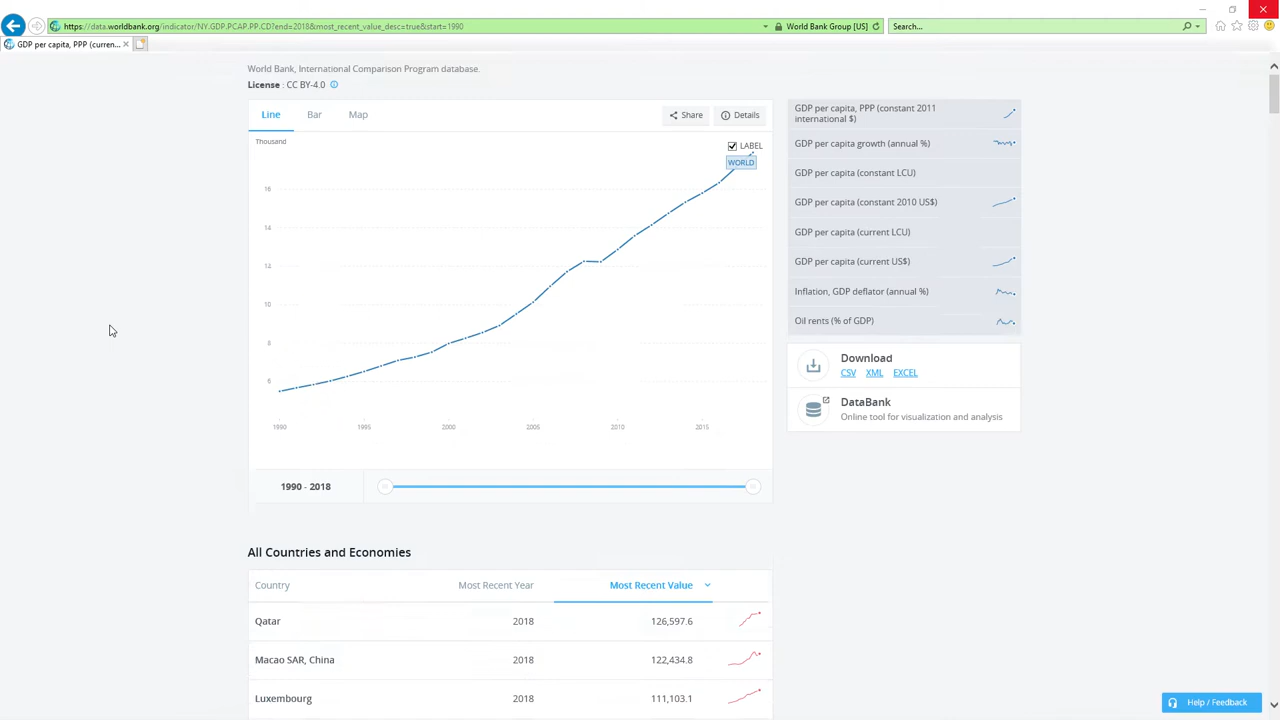 https://data.worldbank.org/indicator/NY.GDP.PCAP.PP.CD?end=2018&most_recent_value_desc=true&start=1990
World Bank Group [US]
Search...
GDP per capita, PPP (curren...
World Bank, International Comparison Program database.
License : CC BY-4.0
Line
Bar
Map
Share
Details
Thousand
LABEL
WORLD
16
14
12
10
8
6
1990
1995
2000
2005
2010
2015
1990 - 2018
GDP per capita, PPP (constant 2011
international $)
GDP per capita growth (annual %)
GDP per capita (constant LCU)
GDP per capita (constant 2010 US$)
GDP per capita (current LCU)
GDP per capita (current US$)
Inflation, GDP deflator (annual %)
Oil rents (% of GDP)
Download
CSV XML EXCEL
DataBank
Online tool for visualization and analysis
All Countries and Economies
Country Most Recent Year Most Recent Value
Qatar 2018 126,597.6
Macao SAR, China 2018 122,434.8
Luxembourg 2018 111,103.1
Help / Feedback